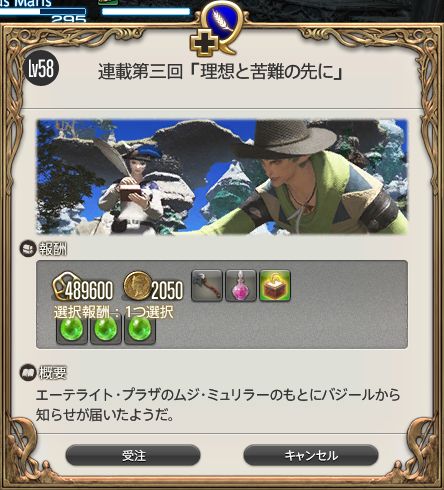 us Maris
295
Lv58
連載第三回「理想と苦難の先に」
報酬
489600
2050
選択報酬：1つ選択
概要
エーテライト・プラザのムジ・ミュリラーのもとにバジールから
知らせが届いたようだ。
受注
キャンセル